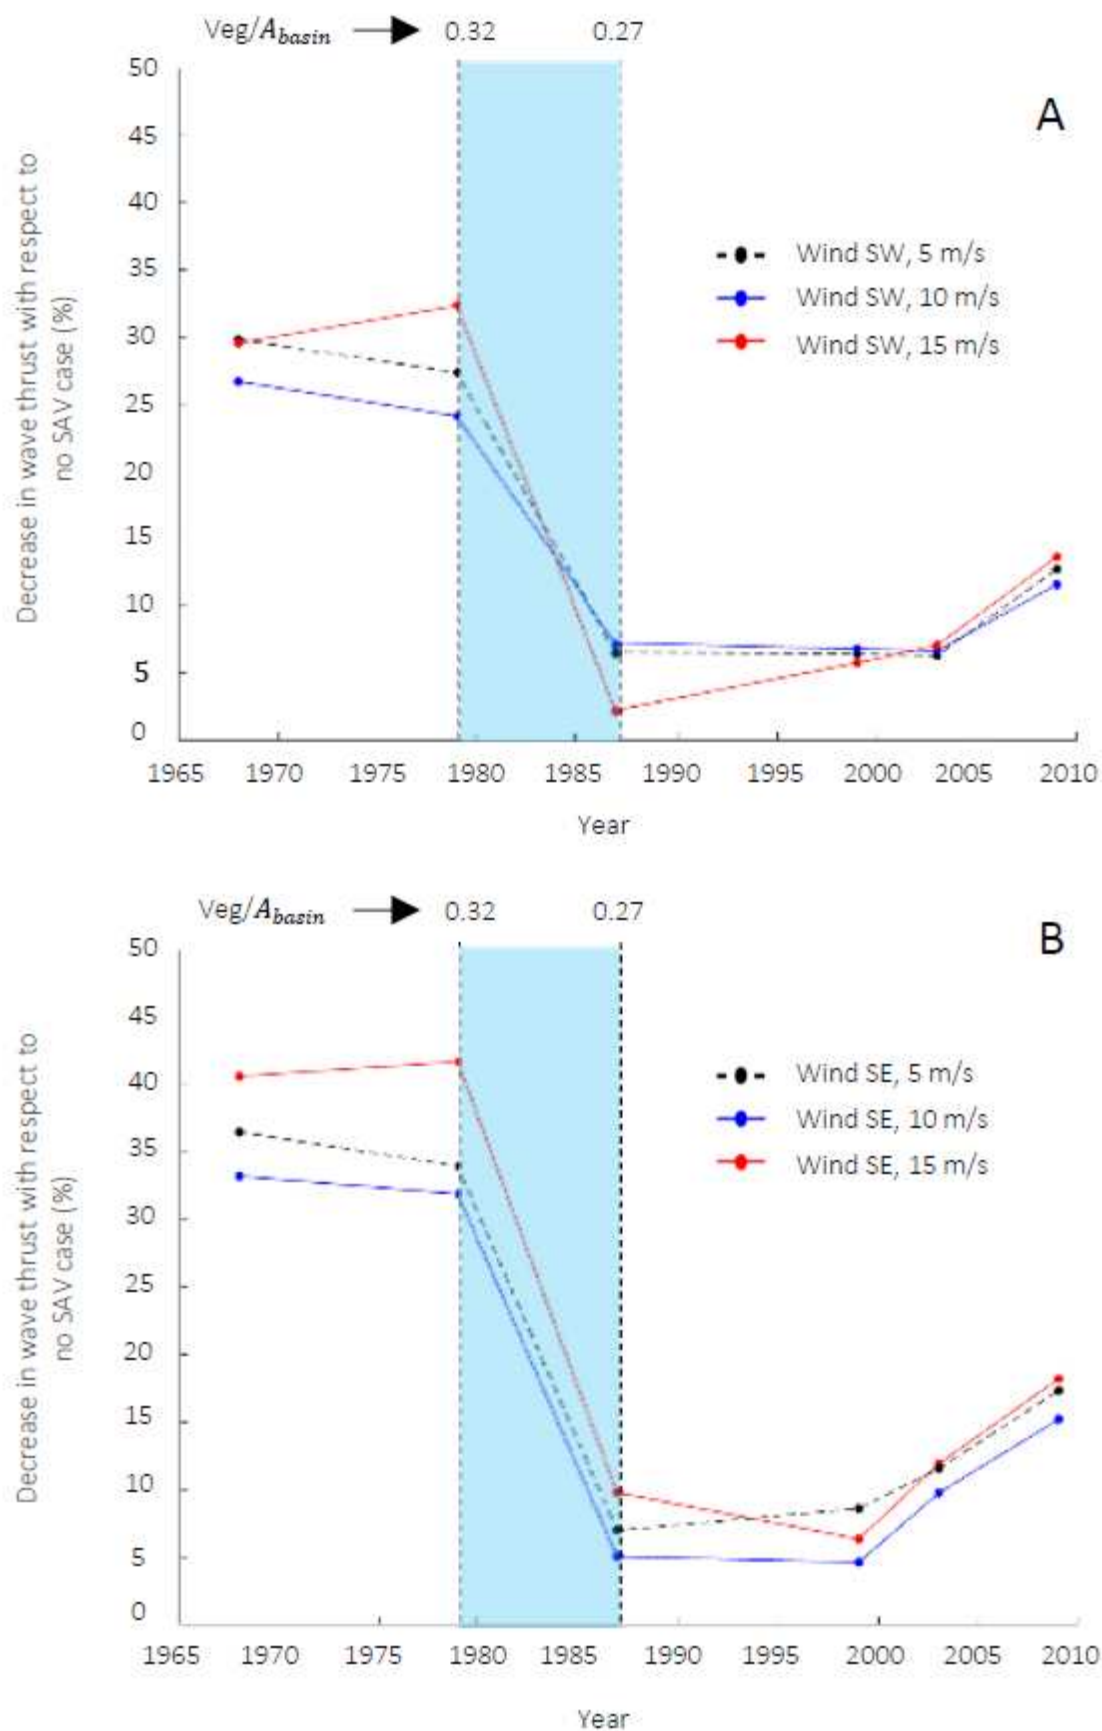 Veg/A_basin 0.32 0.27
A
50
45
40
35
30
25
20
15
10
5
0
Decrease in wave thrust with respect to
no SAV case (%)
Wind SW, 5 m/s
Wind SW, 10 m/s
Wind SW, 15 m/s
1965 1970 1975 1980 1985 1990 1995 2000 2005 2010
Year
Veg/A_basin 0.32 0.27
B
50
45
40
35
30
25
20
15
10
5
0
Decrease in wave thrust with respect to
no SAV case (%)
Wind SE, 5 m/s
Wind SE, 10 m/s
Wind SE, 15 m/s
1965 1970 1975 1980 1985 1990 1995 2000 2005 2010
Year